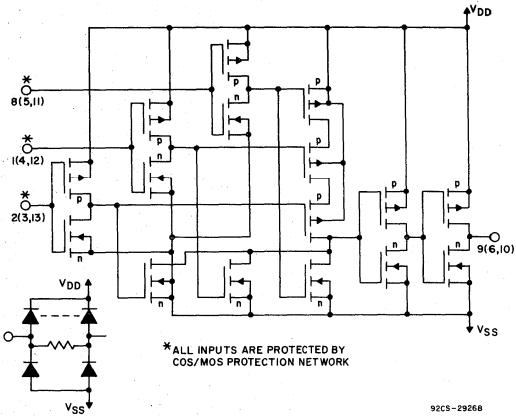 VDD
p
*
8(5,11)
n
p
p
*
1(4,12)
p
n
p
*
2(3,13)
p
p
p
p
n
n
n
9(6,10)
n
n
n
n
VDD
VSS
*ALL INPUTS ARE PROTECTED BY
COS/MOS PROTECTION NETWORK
VSS
92CS-29268